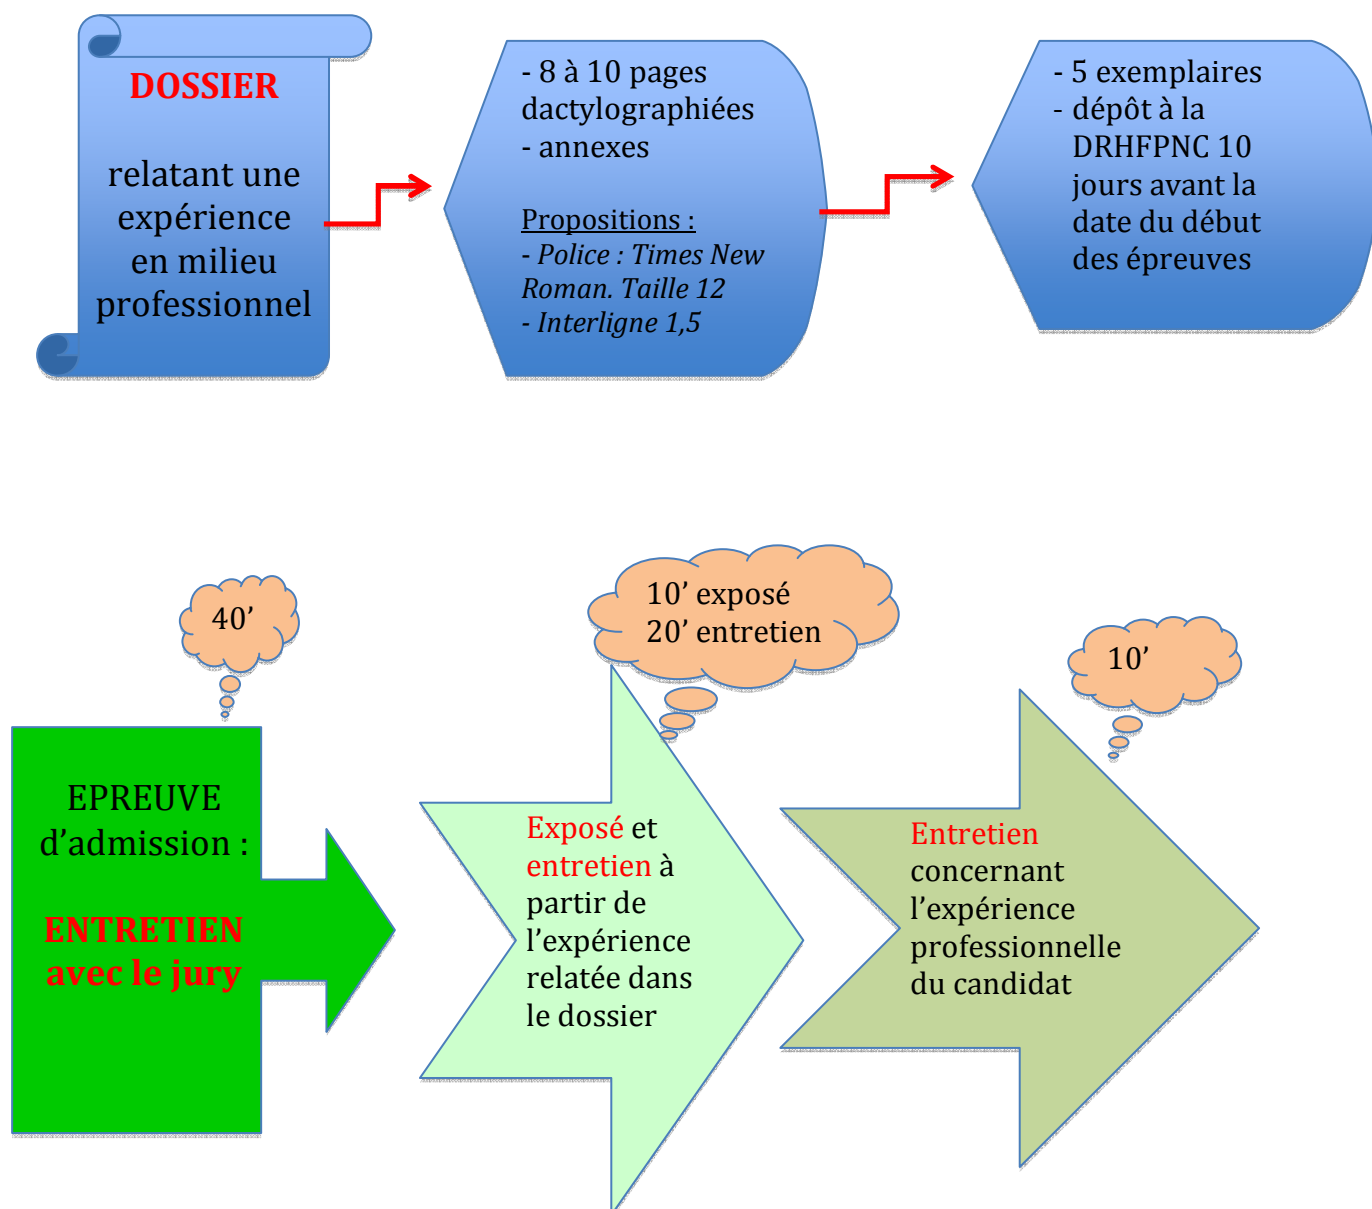 DOSSIER
relatant une
expérience
en milieu
professionnel
- 8 à 10 pages
dactylographiées
- annexes
Propositions :
- Police : Times New
Roman. Taille 12
- Interligne 1,5
- 5 exemplaires
- dépôt à la
DRHFPNC 10
jours avant la
date du début
des épreuves
40’
EPREUVE
d’admission :
ENTRETIEN
avec le jury
10’ exposé
20’ entretien
Exposé et
entretien à
partir de
l’expérience
relatée dans
le dossier
10’
Entretien
concernant
l’expérience
professionnelle
du candidat